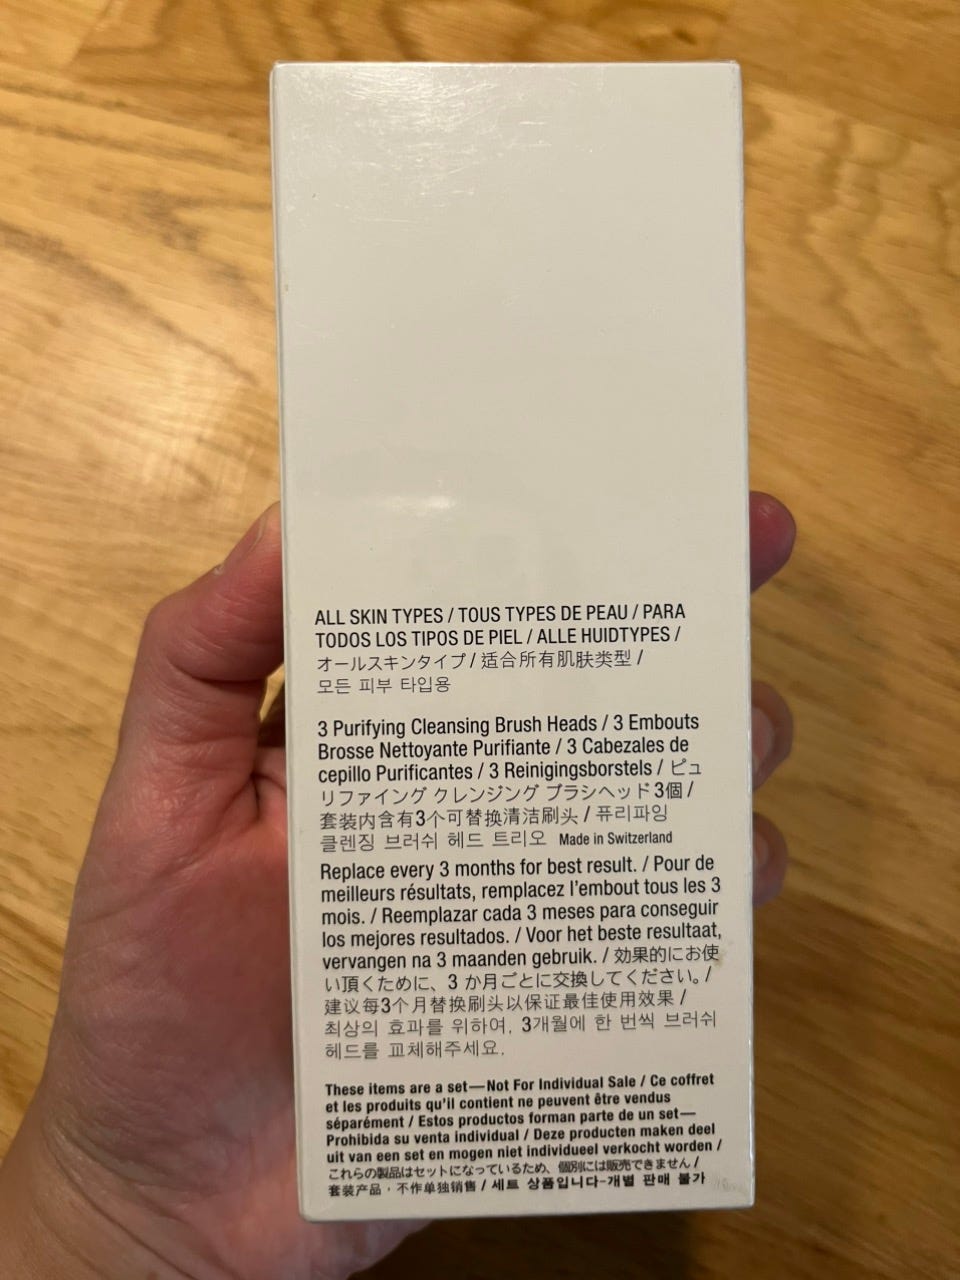 ALL SKIN TYPES / TOUS TYPES DE PEAU / PARA
TODOS LOS TIPOS DE PIEL / ALLE HUIDTYPES /
オールスキンタイプ / 适合所有肌肤类型 /
모든 피부 타입용
3 Purifying Cleansing Brush Heads / 3 Embouts
Brosse Nettoyante Purifiante / 3 Cabezales de
cepillo Purificantes / 3 Reinigingsborstels / ピュ
リファイング クレンジング ブラシヘッド3個 /
套装内含有3个可替换清洁刷头 / 퓨리파잉
클렌징 브러쉬 헤드 트리오 Made in Switzerland
Replace every 3 months for best result. / Pour de
meilleurs résultats, remplacez l'embout tous les 3
mois. / Reemplazar cada 3 meses para conseguir
los mejores resultados. / Voor het beste resultaat,
vervangen na 3 maanden gebruik. / 効果的にお使
い頂くために、3 か月ごとに交換してください。/
建议每3个月替换刷头以保证最佳使用效果 /
최상의 효과를 위하여, 3개월에 한 번씩 브러쉬
헤드를 교체해주세요.
These items are a set—Not For Individual Sale / Ce coffret
et les produits qu'il contient ne peuvent être vendus
séparément / Estos productos forman parte de un set—
Prohibida su venta individual / Deze producten maken deel
uit van een set en mogen niet individueel verkocht worden /
これらの製品はセットになっているため、個別には販売できません /
套装产品，不作单独销售 / 세트 상품입니다-개별 판매 불가